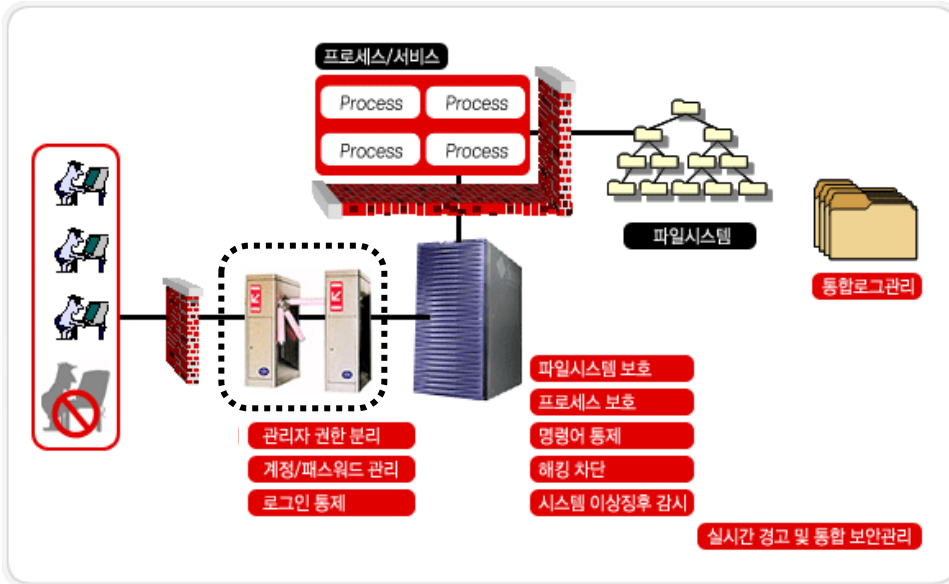 프로세스/서비스
Process
Process
Process
Process
파일시스템
통합로그관리
관리자 권한 분리
계정/패스워드 관리
로그인 통제
파일시스템 보호
프로세스 보호
명령어 통제
해킹 차단
시스템 이상징후 감시
실시간 경고 및 통합 보안관리